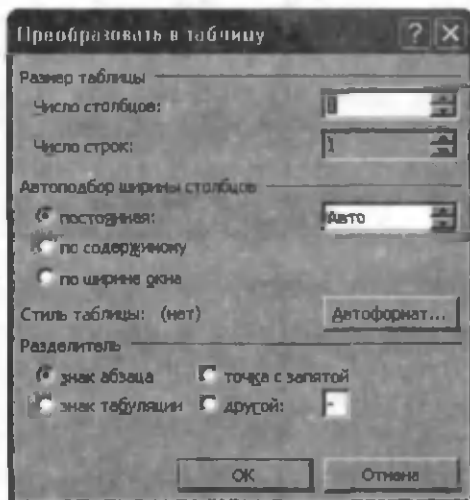 Преобразовать в таблицу
Размер таблицы
Число столбцов:
Число строк: 1
Автоподбор ширины столбцов
постоянная: Авто
по содержимому
по ширине окна
Стиль таблицы: (нет) Автоформат...
Разделитель
знак абзаца точка с запятой
знак табуляции другой: -
ОК Отмена